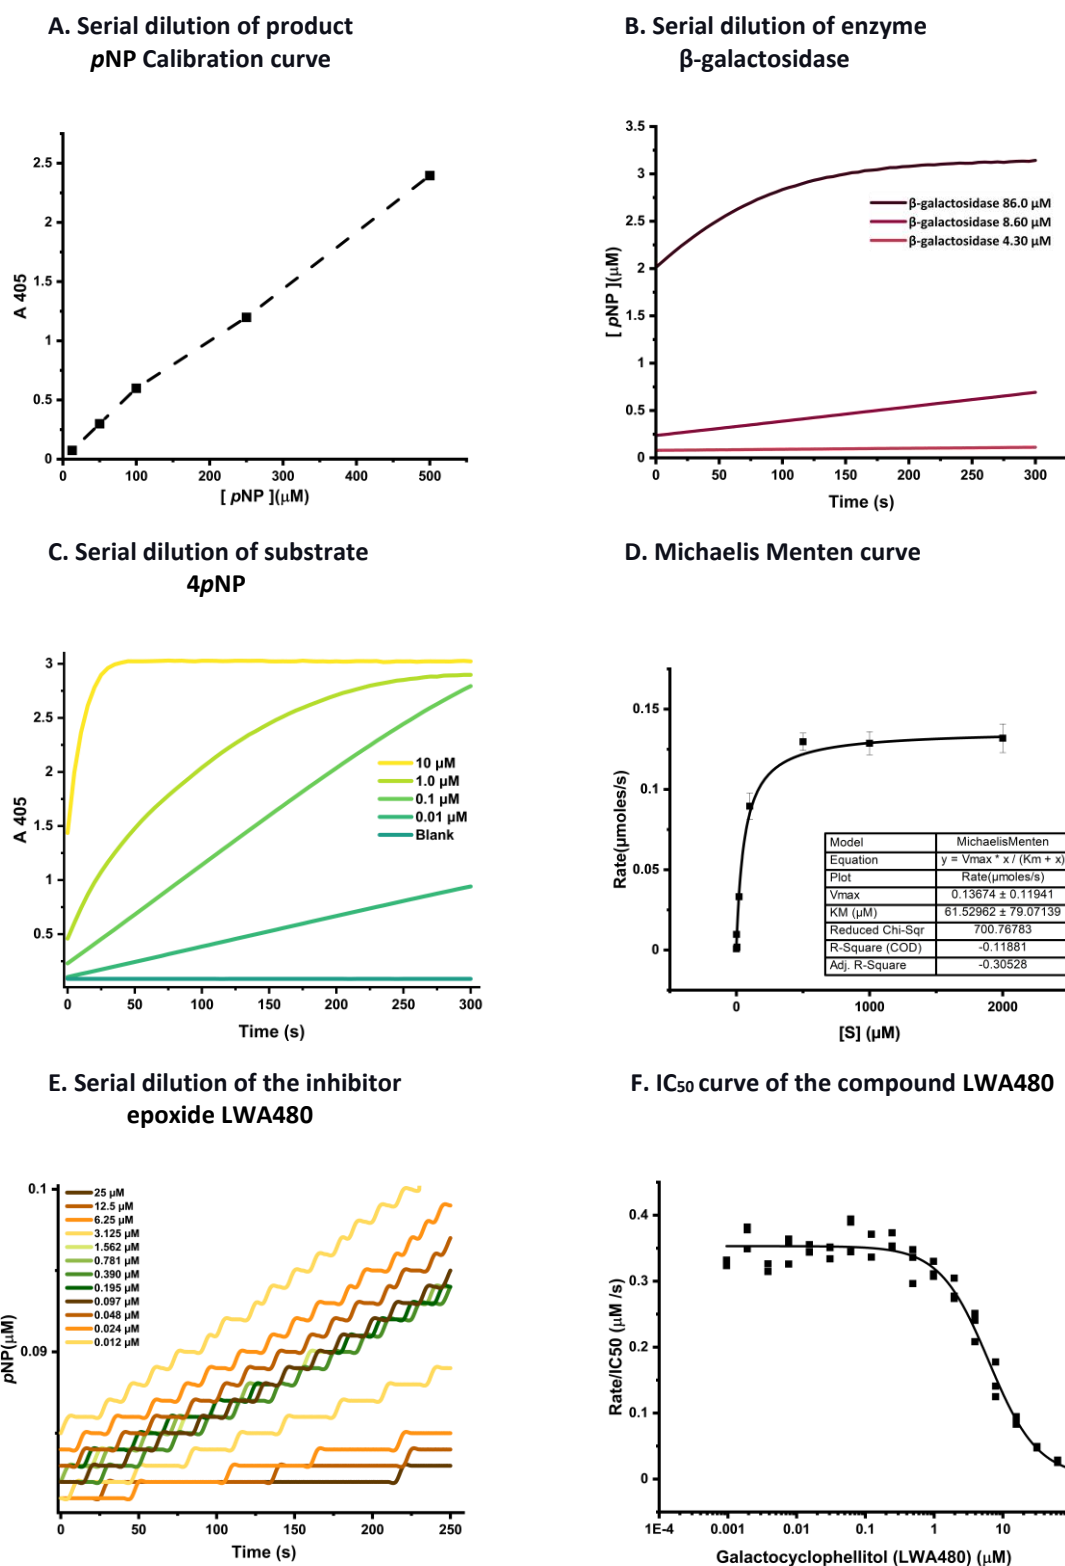 A. Serial dilution of product
pNP Calibration curve
2.5
2
1.5
1
0.5
0
A 405
0
100
200
300
400
500
[ pNP ](μM)
B. Serial dilution of enzyme
β-galactosidase
3.5
3
2.5
2
1.5
1
0.5
0
[ pNP ](μM)
β-galactosidase 86.0 μM
β-galactosidase 8.60 μM
β-galactosidase 4.30 μM
0
50
100
150
200
250
300
Time (s)
C. Serial dilution of substrate
4pNP
3
2.5
2
1.5
1
0.5
A 405
10 μM
1.0 μM
0.1 μM
0.01 μM
Blank
0
50
100
150
200
250
300
Time (s)
D. Michaelis Menten curve
0.15
0.1
0.05
0
Rate(μmoles/s)
Model MichaelisMenten
Equation y = Vmax * x / (Km + x)
Plot Rate(μmoles/s)
Vmax 0.13674 ± 0.11941
KM (μM) 61.52962 ± 79.07139
Reduced Chi-Sqr 700.76783
R-Square (COD) -0.11881
Adj. R-Square -0.30528
0
1000
2000
[S] (μM)
E. Serial dilution of the inhibitor
epoxide LWA480
0.1
0.09
pNP(μM)
25 μM
12.5 μM
6.25 μM
3.125 μM
1.562 μM
0.781 μM
0.390 μM
0.195 μM
0.097 μM
0.048 μM
0.024 μM
0.012 μM
0
50
100
150
200
250
Time (s)
F. IC50 curve of the compound LWA480
0.4
0.3
0.2
0.1
0
Rate/IC50 (μM /s)
1E-4
0.001
0.01
0.1
1
10
Galactocyclophellitol (LWA480) (μM)